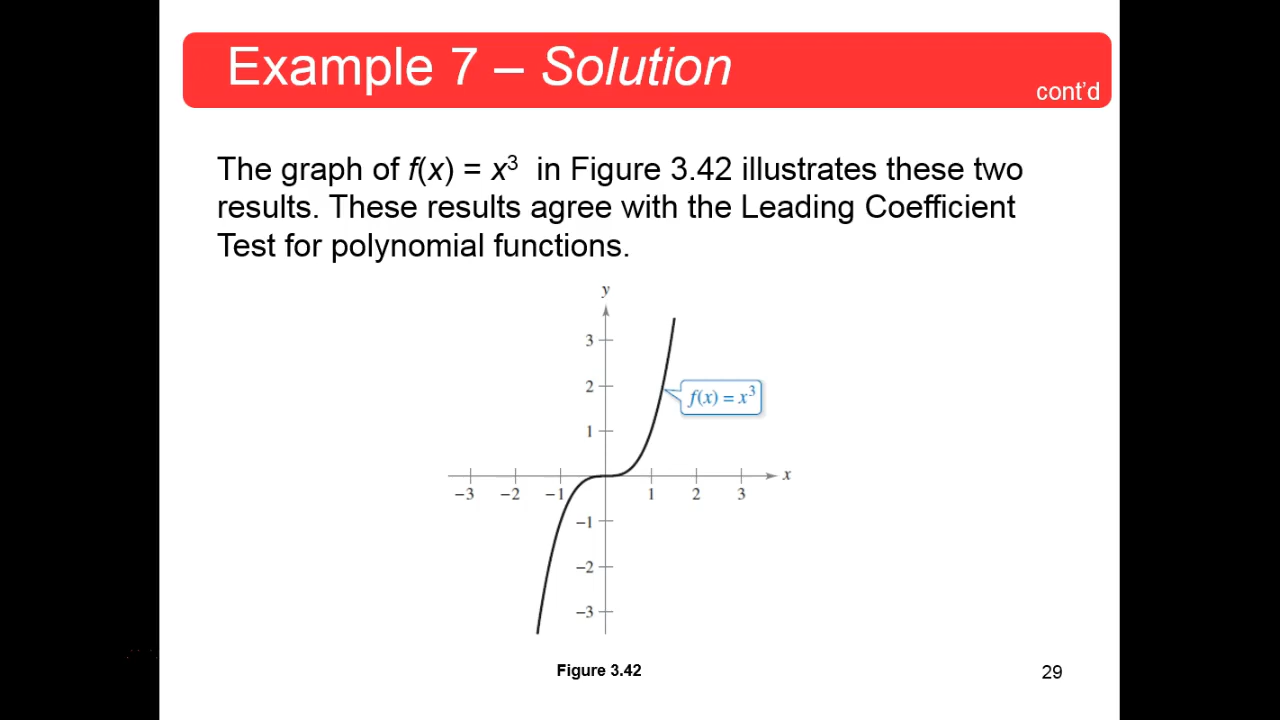 Example 7 – Solution
cont'd
The graph of f(x) = x³ in Figure 3.42 illustrates these two
results. These results agree with the Leading Coefficient
Test for polynomial functions.
y
3
2
f(x) = x³
1
x
−3 −2 −1 1 2 3
−1
−2
−3
Figure 3.42
29